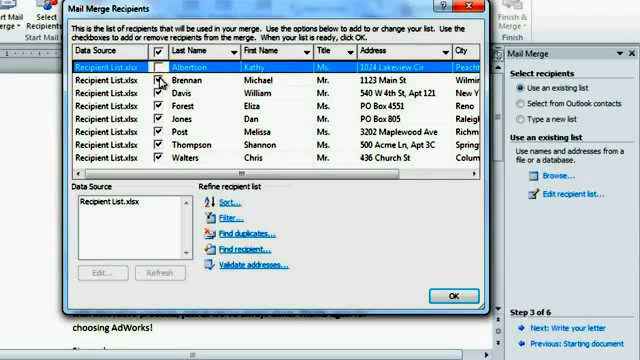 Start Mail
Merge
Start Mail M
Mail Merge Recipients
Finish &
Merge
Finish
This is the list of recipients that will be used in your merge. Use the options below to add to or change your list. Use the
checkboxes to add or remove recipients from the merge. When your list is ready, click OK.
Data Source Last Name First Name Title Address City
Recipient List.xlsx Albertson Kathy Ms. 1024 Lakeview Cir Peacht
Recipient List.xlsx Brennan Michael Mr. 1123 Main St Wilmin
Recipient List.xlsx Davis William Mr. 540 W 4th St, Apt 121 New
Recipient List.xlsx Forest Eliza Ms. PO Box 4551 Reno
Recipient List.xlsx Jones Dan Mr. PO Box 445 Raleigh
Recipient List.xlsx Post Melissa Ms. 3202 Maplewood Ave Richmo
Recipient List.xlsx Thompson Shannon Ms. 500 Acme Ln, Apt 3C Spring
Recipient List.xlsx Walters Chris Mr. 436 Church St Colum
Data Source
Recipient List.xlsx
Edit...
Refresh
Refine recipient list
Sort...
Filter...
Find duplicates...
Find recipient...
Validate addresses...
OK
Mail Merge
Select recipients
Use an existing list
Select from Outlook contacts
Type a new list
Use an existing list
Use names and addresses from a
file or a database.
Browse...
Edit recipient list...
Step 3 of 6
Next: Write your letter
Previous: Starting document
choosing AdWorks!